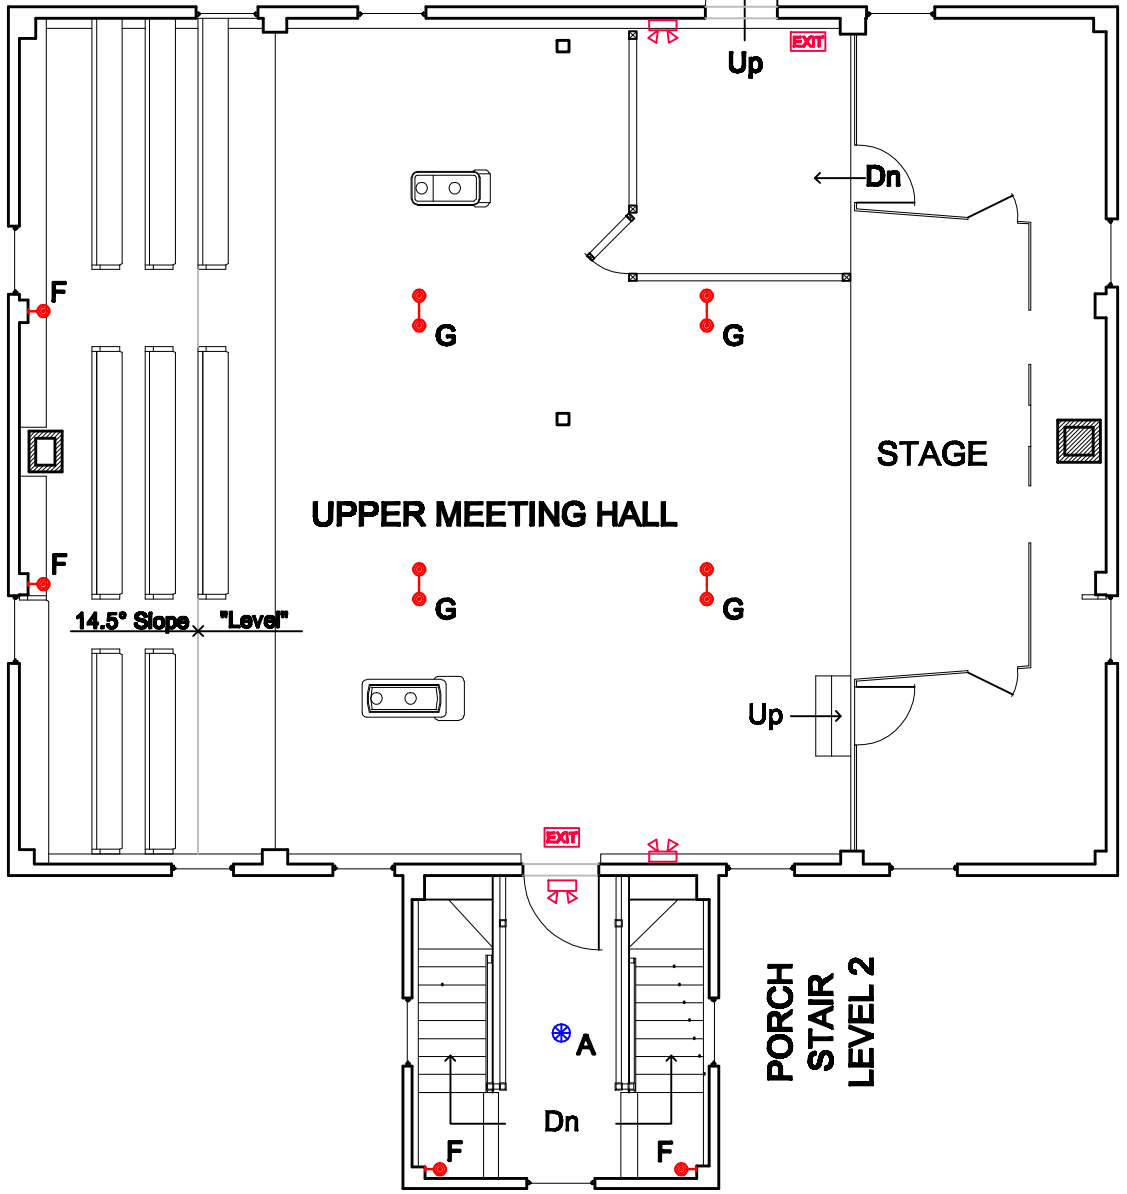 Up
EXIT
Dn
F
G
G
STAGE
UPPER MEETING HALL
F
G
G
14.5° Slope
"Level"
Up
EXIT
PORCH
STAIR
LEVEL 2
A
Dn
F
F